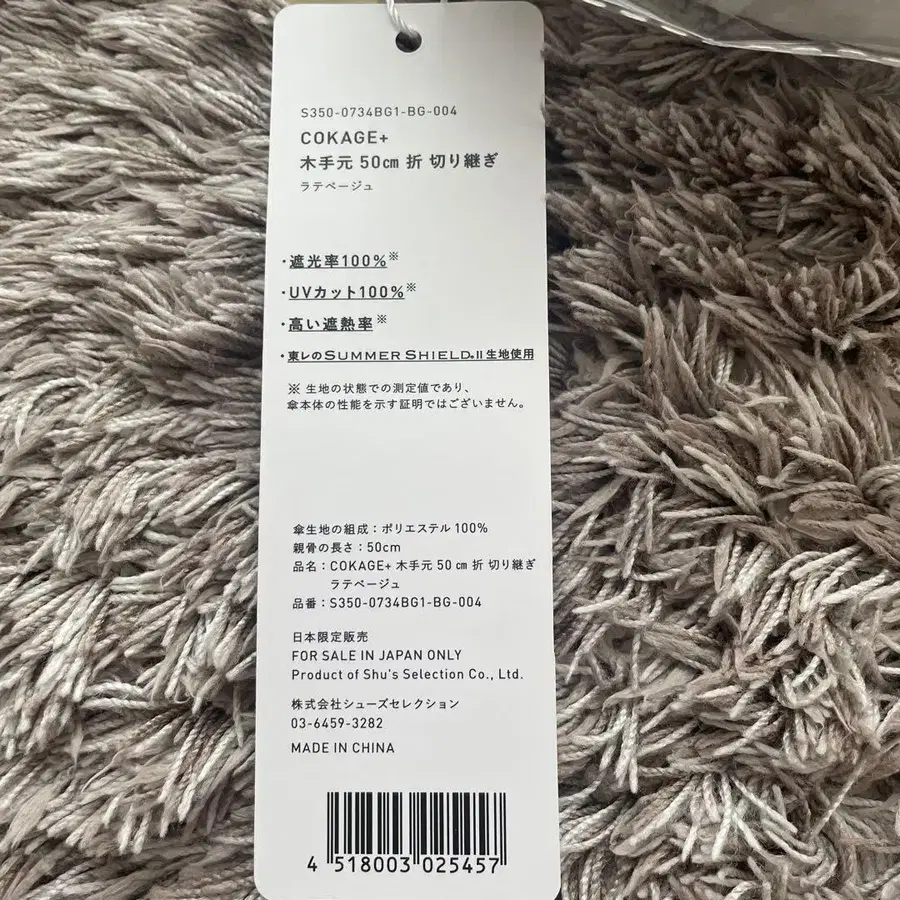 S350-0734BG1-BG-004
COKAGE+
木手元 50㎝ 折 切り継ぎ
ラテベージュ
・遮光率100%※
・UVカット100%※
・高い遮熱率※
・東レのSUMMER SHIELD®II生地使用
※ 生地の状態での測定値であり、
傘本体の性能を示す証明ではございません。
傘生地の組成：ポリエステル 100%
親骨の長さ：50cm
品名：COKAGE+ 木手元 50 ㎝ 折 切り継ぎ
ラテベージュ
品番：S350-0734BG1-BG-004
日本限定販売
FOR SALE IN JAPAN ONLY
Product of Shu's Selection Co., Ltd.
株式会社シューズセレクション
03-6459-3282
MADE IN CHINA
4 518003 025457